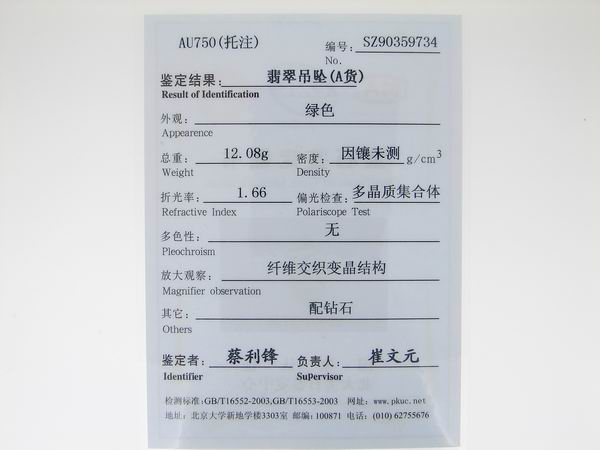 AU750(托注) 编号: SZ90359734
No.
鉴定结果: 翡翠吊坠(A货)
Result of Identification
外观: 绿色
Appearence
总重: 12.08g 密度: 因镶未测 g/cm³
Weight Density
折光率: 1.66 偏光检查: 多晶质集合体
Refractive Index Polariscope Test
多色性: 无
Pleochroism
放大观察: 纤维交织变晶结构
Magnifier observation
其它: 配钻石
Others
鉴定者: 蔡利锋 负责人: 崔文元
Identifier SuPervisor
检测标准:GB/T16552-2003,GB/T16553-2003 网址: www.pkuc.net
地址: 北京大学新地学楼3303室 邮编:100871 电话: (010) 62755676